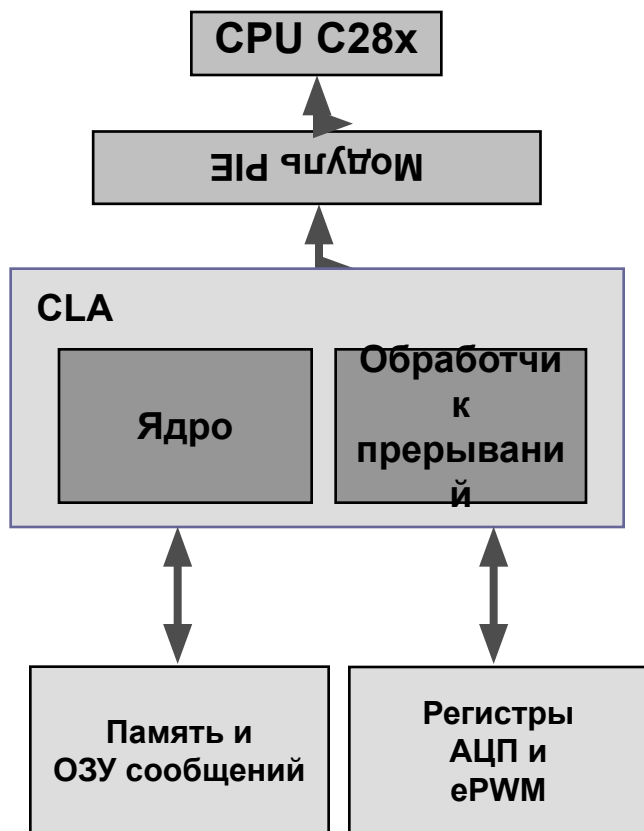 CPU C28x
Модуль PIE
CLA
Ядро
Обработчи
к
прерывани
й
Память и
ОЗУ сообщений
Регистры
АЦП и
ePWM